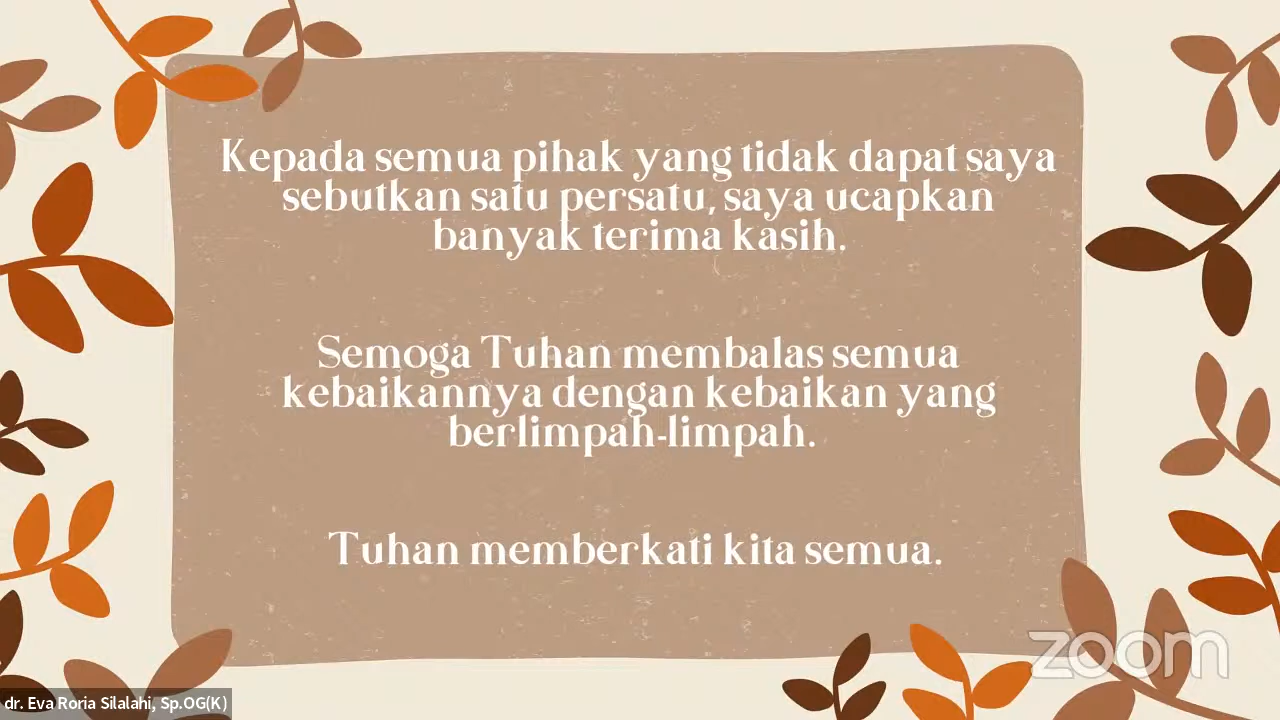 Kepada semua pihak yang tidak dapat saya
sebutkan satu persatu, saya ucapkan
banyak terima kasih.
Semoga Tuhan membalas semua
kebaikannya dengan kebaikan yang
berlimpah-limpah.
Tuhan memberkati kita semua.
zoom
dr. Eva Roria Silalahi, Sp.OG(K)